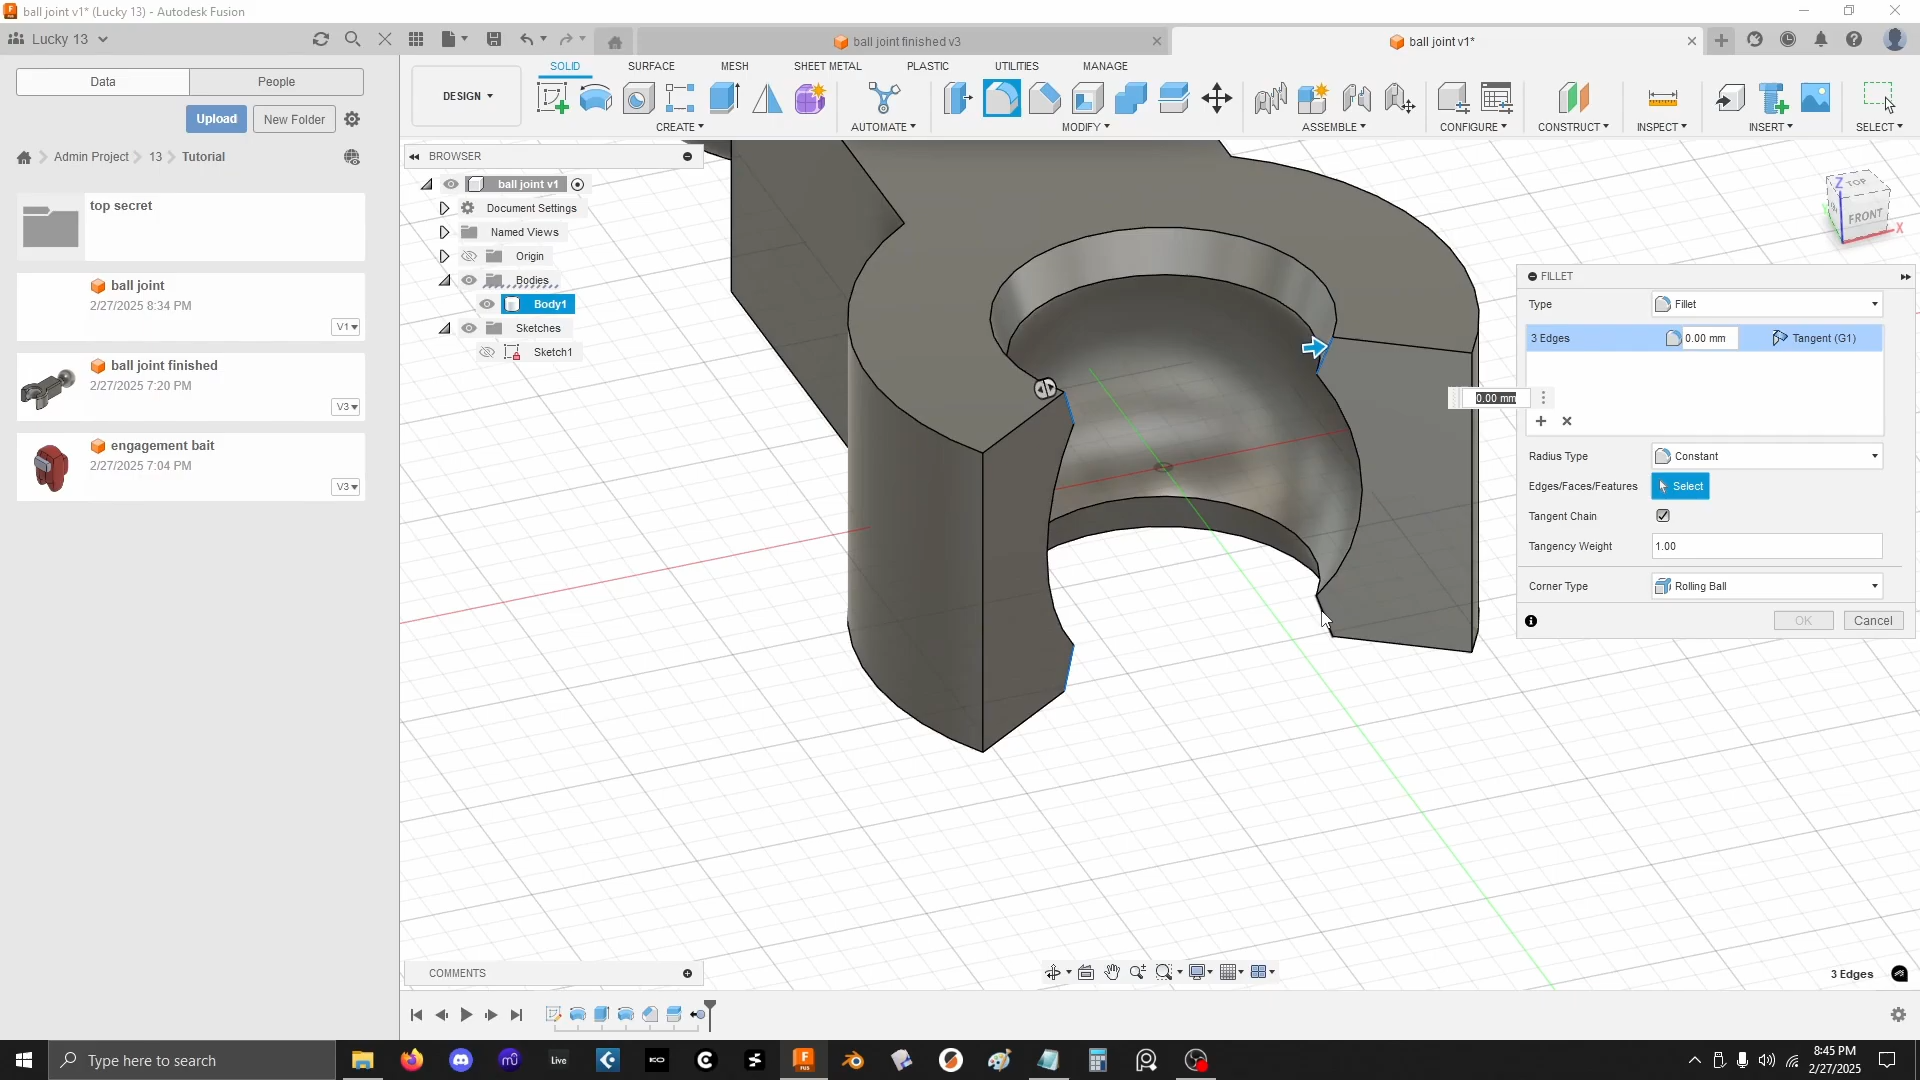 ball joint v1* (Lucky 13) - Autodesk Fusion
Lucky 13
ball joint finished v3
ball joint v1*
Data
People
Upload
New Folder
Admin Project
13
Tutorial
top secret
ball joint
2/27/2025 8:34 PM
V1
ball joint finished
2/27/2025 7:20 PM
V3
engagement bait
2/27/2025 7:04 PM
V3
DESIGN
SOLID
SURFACE
MESH
SHEET METAL
PLASTIC
UTILITIES
MANAGE
CREATE
AUTOMATE
MODIFY
ASSEMBLE
CONFIGURE
CONSTRUCT
INSPECT
INSERT
SELECT
BROWSER
ball joint v1
Document Settings
Named Views
Origin
Bodies
Body1
Sketches
Sketch1
Z
TOP
FRONT
X
FILLET
Type
Fillet
3 Edges
0.00 mm
Tangent (G1)
0.00 mm
Radius Type
Constant
Edges/Faces/Features
Select
Tangent Chain
Tangency Weight
1.00
Corner Type
Rolling Ball
OK
Cancel
COMMENTS
3 Edges
Type here to search
Live
8:45 PM
2/27/2025